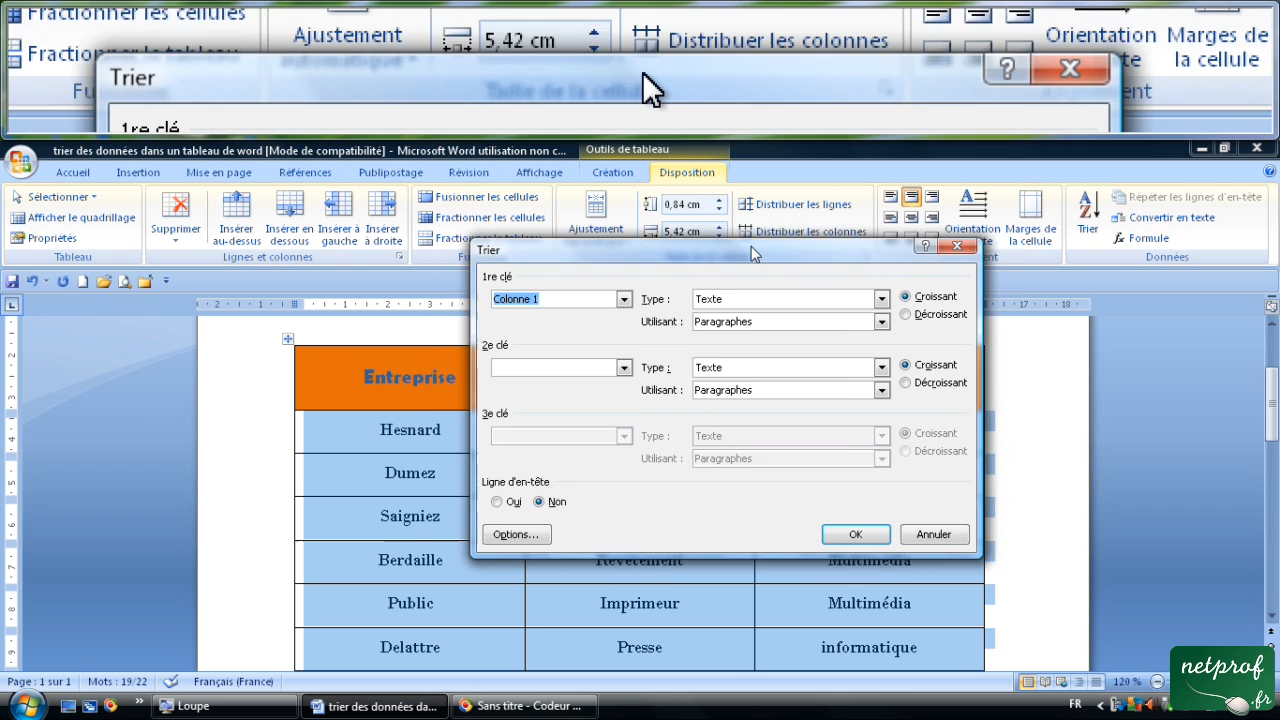 Fractionner les cellules
Ajustement
5,42 cm
Distribuer les colonnes
Orientation
Marges de
la cellule
Fractionner le tableau
Trier
1re clé
trier des données dans un tableau de word [Mode de compatibilité] - Microsoft Word utilisation non c...
Outils de tableau
Accueil
Insertion
Mise en page
Références
Publipostage
Révision
Affichage
Création
Disposition
Sélectionner
Afficher le quadrillage
Propriétés
Tableau
Supprimer
Insérer
au-dessus
Insérer en
dessous
Insérer à
gauche
Insérer
à droite
Lignes et colonnes
Fusionner les cellules
Fractionner les cellules
Ajustement
0,84 cm
5,42 cm
Distribuer les lignes
Distribuer les colonnes
Orientation
Marges de
la cellule
Trier
Répéter les lignes d'en-tête
Convertir en texte
Formule
Données
Trier
1re clé
Colonne 1
Type :
Texte
Croissant
Utilisant :
Paragraphes
Décroissant
2e clé
Type :
Texte
Croissant
Utilisant :
Paragraphes
Décroissant
3e clé
Type :
Texte
Croissant
Utilisant :
Paragraphes
Décroissant
Ligne d'en-tête
Oui
Non
Options...
OK
Annuler
Entreprise
Hesnard
Dumez
Saigniez
Berdaille
Revêtement
Multimédia
Public
Imprimeur
Multimédia
Delattre
Presse
informatique
Page : 1 sur 1
Mots : 19/22
Français (France)
120 %
netprof
.fr
Loupe
trier des données da...
Sans titre - Codeur ...
FR